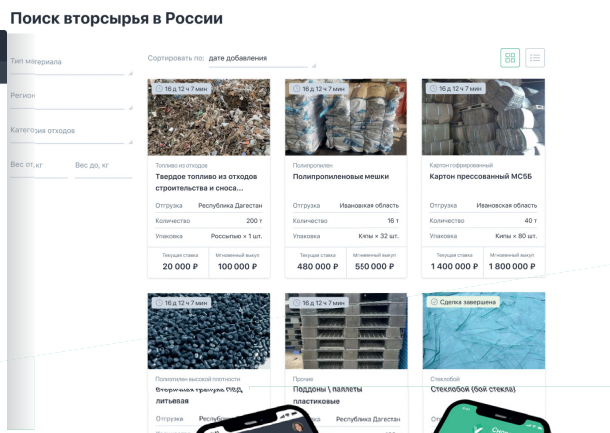 Поиск вторсырья в России
Тип материала
Регион
Категория отходов
Вес от, кг
Вес до, кг
Сортировать по: дате добавления
16 д 12 ч 7 мин
Топливо из отходов
Твердое топливо из отходов
строительства и сноса...
Отгрузка Республика Дагестан
Количество 200 т
Упаковка Россыпью × 1 шт.
Текущая ставка Мгновенный выкуп
20 000 ₽ 100 000 ₽
16 д 12 ч 7 мин
Полипропилен
Полипропиленовые мешки
Отгрузка Ивановская область
Количество 16 т
Упаковка Кипы × 32 шт.
Текущая ставка Мгновенный выкуп
480 000 ₽ 550 000 ₽
16 д 12 ч 7 мин
Картон гофрированный
Картон прессованный МС5Б
Отгрузка Ивановская область
Количество 40 т
Упаковка Кипы × 80 шт.
Текущая ставка Мгновенный выкуп
1 400 000 ₽ 1 800 000 ₽
16 д 12 ч 7 мин
Полиэтилен высокой плотности
Вторичная гранула ПНД
литьевая
Отгрузка
16 д 12 ч 7 мин
Прочие
Поддоны \ паллеты
пластиковые
Республика Дагестан
Сделка завершена
Стеклобой
Стеклобой (бой стекла)